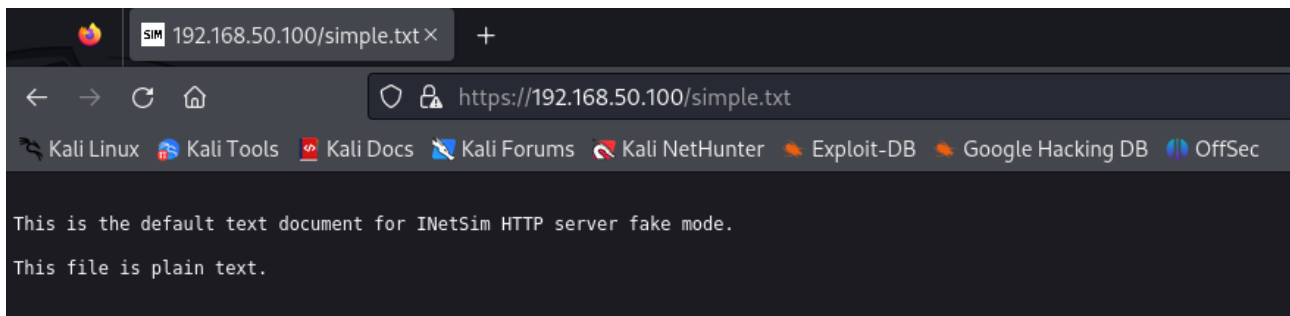 SIM 192.168.50.100/simple.txt × +
https://192.168.50.100/simple.txt
Kali Linux Kali Tools Kali Docs Kali Forums Kali NetHunter Exploit-DB Google Hacking DB OffSec
This is the default text document for INetSim HTTP server fake mode.
This file is plain text.